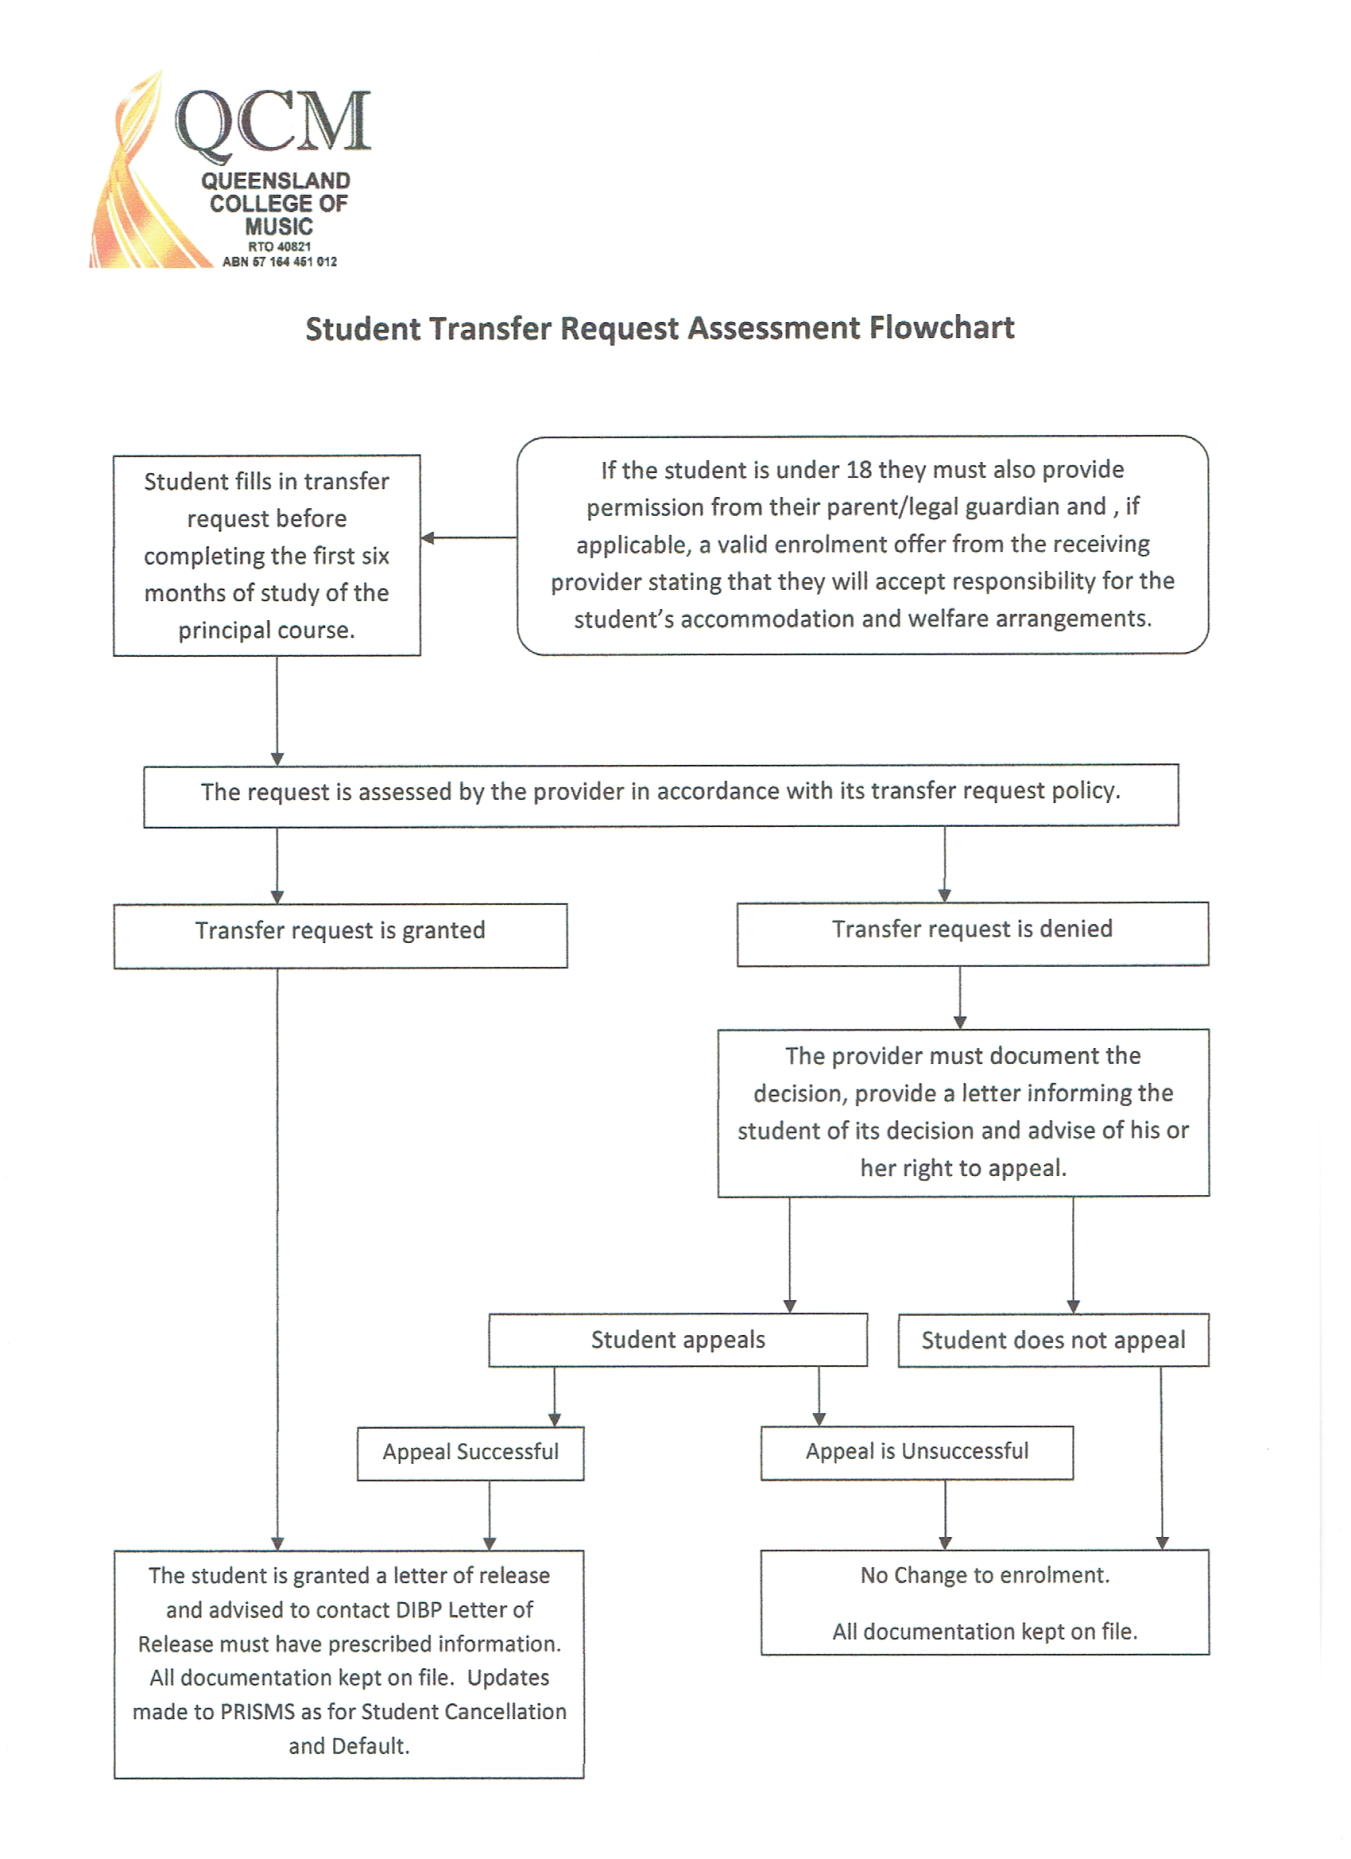 QCM
QUEENSLAND
COLLEGE OF
MUSIC
RTO 40821
ABN 57 164 451 012
Student Transfer Request Assessment Flowchart
Student fills in transfer
request before
completing the first six
months of study of the
principal course.
If the student is under 18 they must also provide
permission from their parent/legal guardian and , if
applicable, a valid enrolment offer from the receiving
provider stating that they will accept responsibility for the
student's accommodation and welfare arrangements.
The request is assessed by the provider in accordance with its transfer request policy.
Transfer request is granted
Transfer request is denied
The provider must document the
decision, provide a letter informing the
student of its decision and advise of his or
her right to appeal.
Student appeals
Student does not appeal
Appeal Successful
Appeal is Unsuccessful
The student is granted a letter of release
and advised to contact DIBP Letter of
Release must have prescribed information.
All documentation kept on file.  Updates
made to PRISMS as for Student Cancellation
and Default.
No Change to enrolment.
All documentation kept on file.